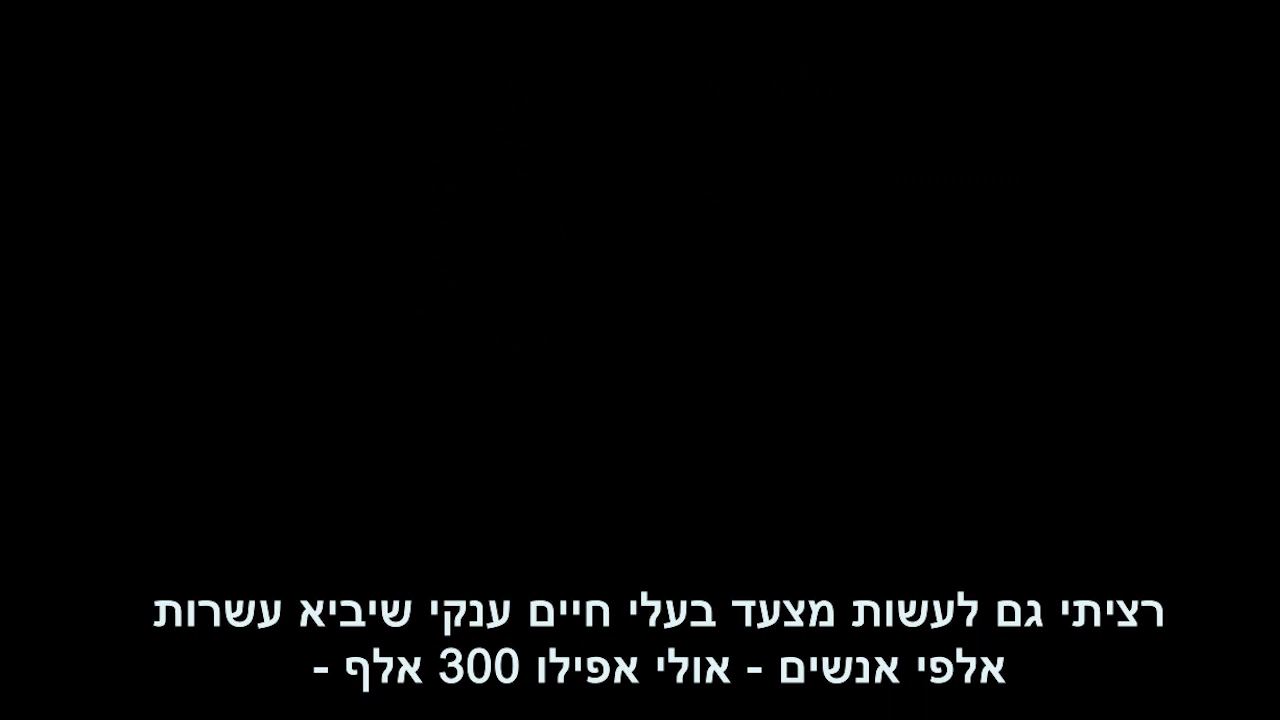 רציתי גם לעשות מצעד בעלי חיים ענקי שיביא עשרות
אלפי אנשים - אולי אפילו 300 אלף -